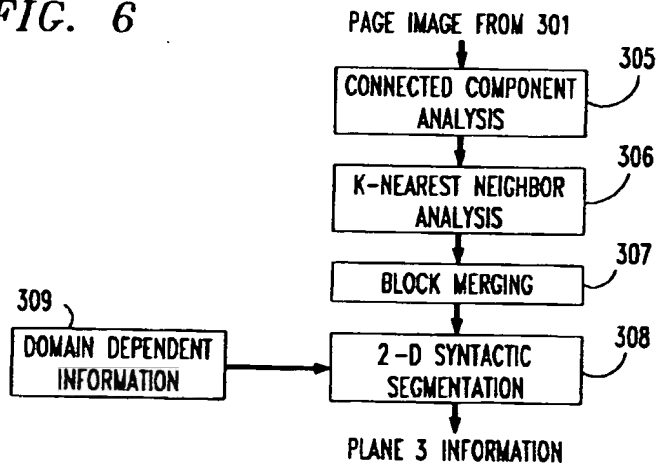 FIG. 6
PAGE IMAGE FROM 301
305
CONNECTED COMPONENT
ANALYSIS
306
K-NEAREST NEIGHBOR
ANALYSIS
307
BLOCK MERGING
309
308
DOMAIN DEPENDENT
INFORMATION
2-D SYNTACTIC
SEGMENTATION
PLANE 3 INFORMATION